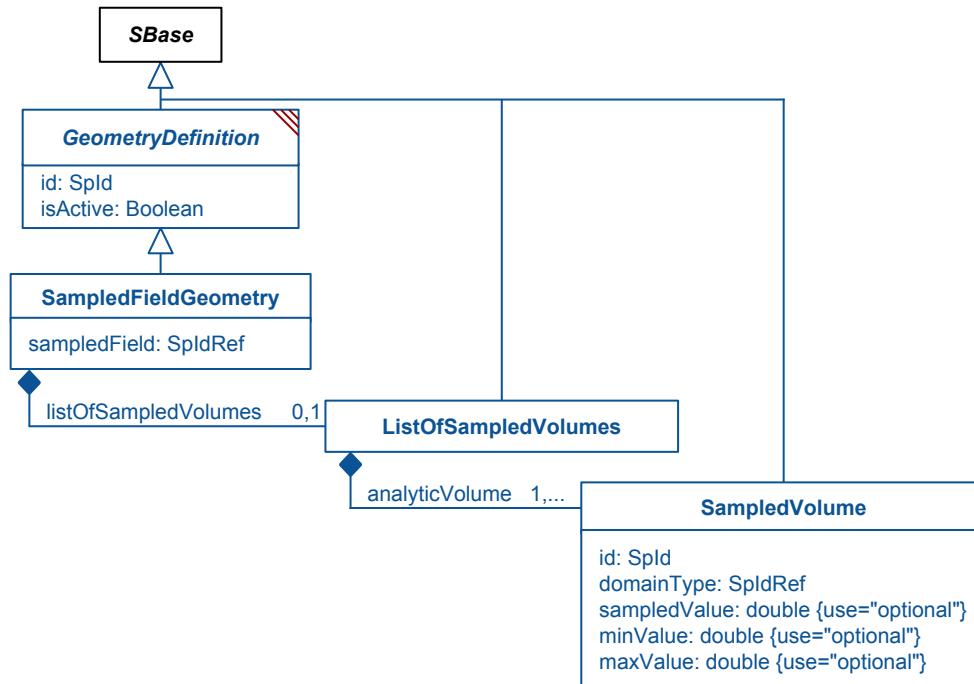 SBase
GeometryDefinition
id: SpId
isActive: Boolean
SampledFieldGeometry
sampledField: SpIdRef
listOfSampledVolumes 0,1
ListOfSampledVolumes
analyticVolume 1,...
SampledVolume
id: SpId
domainType: SpIdRef
sampledValue: double {use="optional"}
minValue: double {use="optional"}
maxValue: double {use="optional"}